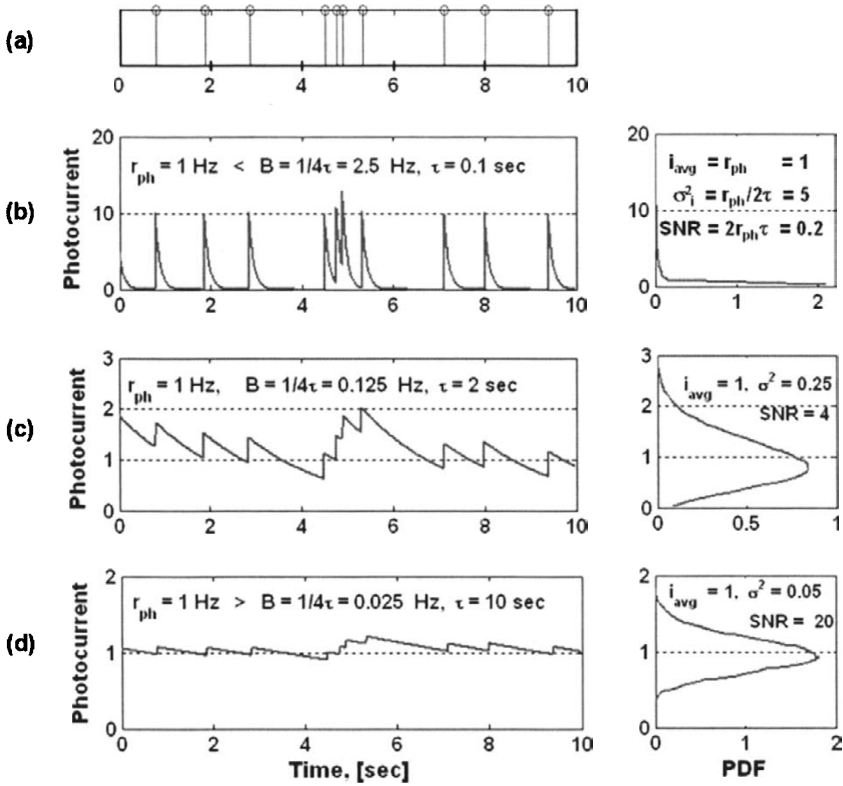 (a)
0 2 4 6 8 10
(b)
Photocurrent
20
10
0
r_ph = 1 Hz < B = 1/4τ = 2.5 Hz, τ = 0.1 sec
0 2 4 6 8 10
20
10
0
i_avg = r_ph = 1
σ²_i = r_ph/2τ = 5
SNR = 2r_phτ = 0.2
0 1 2
(c)
Photocurrent
3
2
1
0
r_ph = 1 Hz, B = 1/4τ = 0.125 Hz, τ = 2 sec
0 2 4 6 8 10
3
2
1
0
i_avg = 1, σ² = 0.25
SNR = 4
0 0.5 1
(d)
Photocurrent
2
1
0
r_ph = 1 Hz > B = 1/4τ = 0.025 Hz, τ = 10 sec
0 2 4 6 8 10
Time, [sec]
2
1
0
i_avg = 1, σ² = 0.05
SNR = 20
0 1 2
PDF